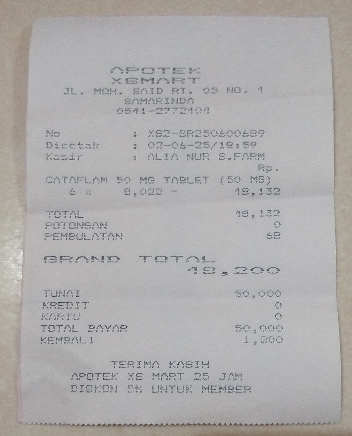 APOTEK
XSMART
JL. MOH. SAID RT. 05 NO. 1
SAMARINDA
0541-2772404
No : XS2-SR250600689
Dicetak : 02-06-25/18:59
Kasir : ALIA NUR S.FARM
Rp.
CATAFLAM 50 MG TABLET (50 MG)
6 x 8,022 = 48,132
TOTAL 48,132
POTONGAN 0
PEMBULATAN 68
GRAND TOTAL
48,200
TUNAI 50,000
KREDIT 0
KARTU 0
TOTAL BAYAR 50,000
KEMBALI 1,800
TERIMA KASIH
APOTEK XS MART 25 JAM
DISKON 5% UNTUK MEMBER